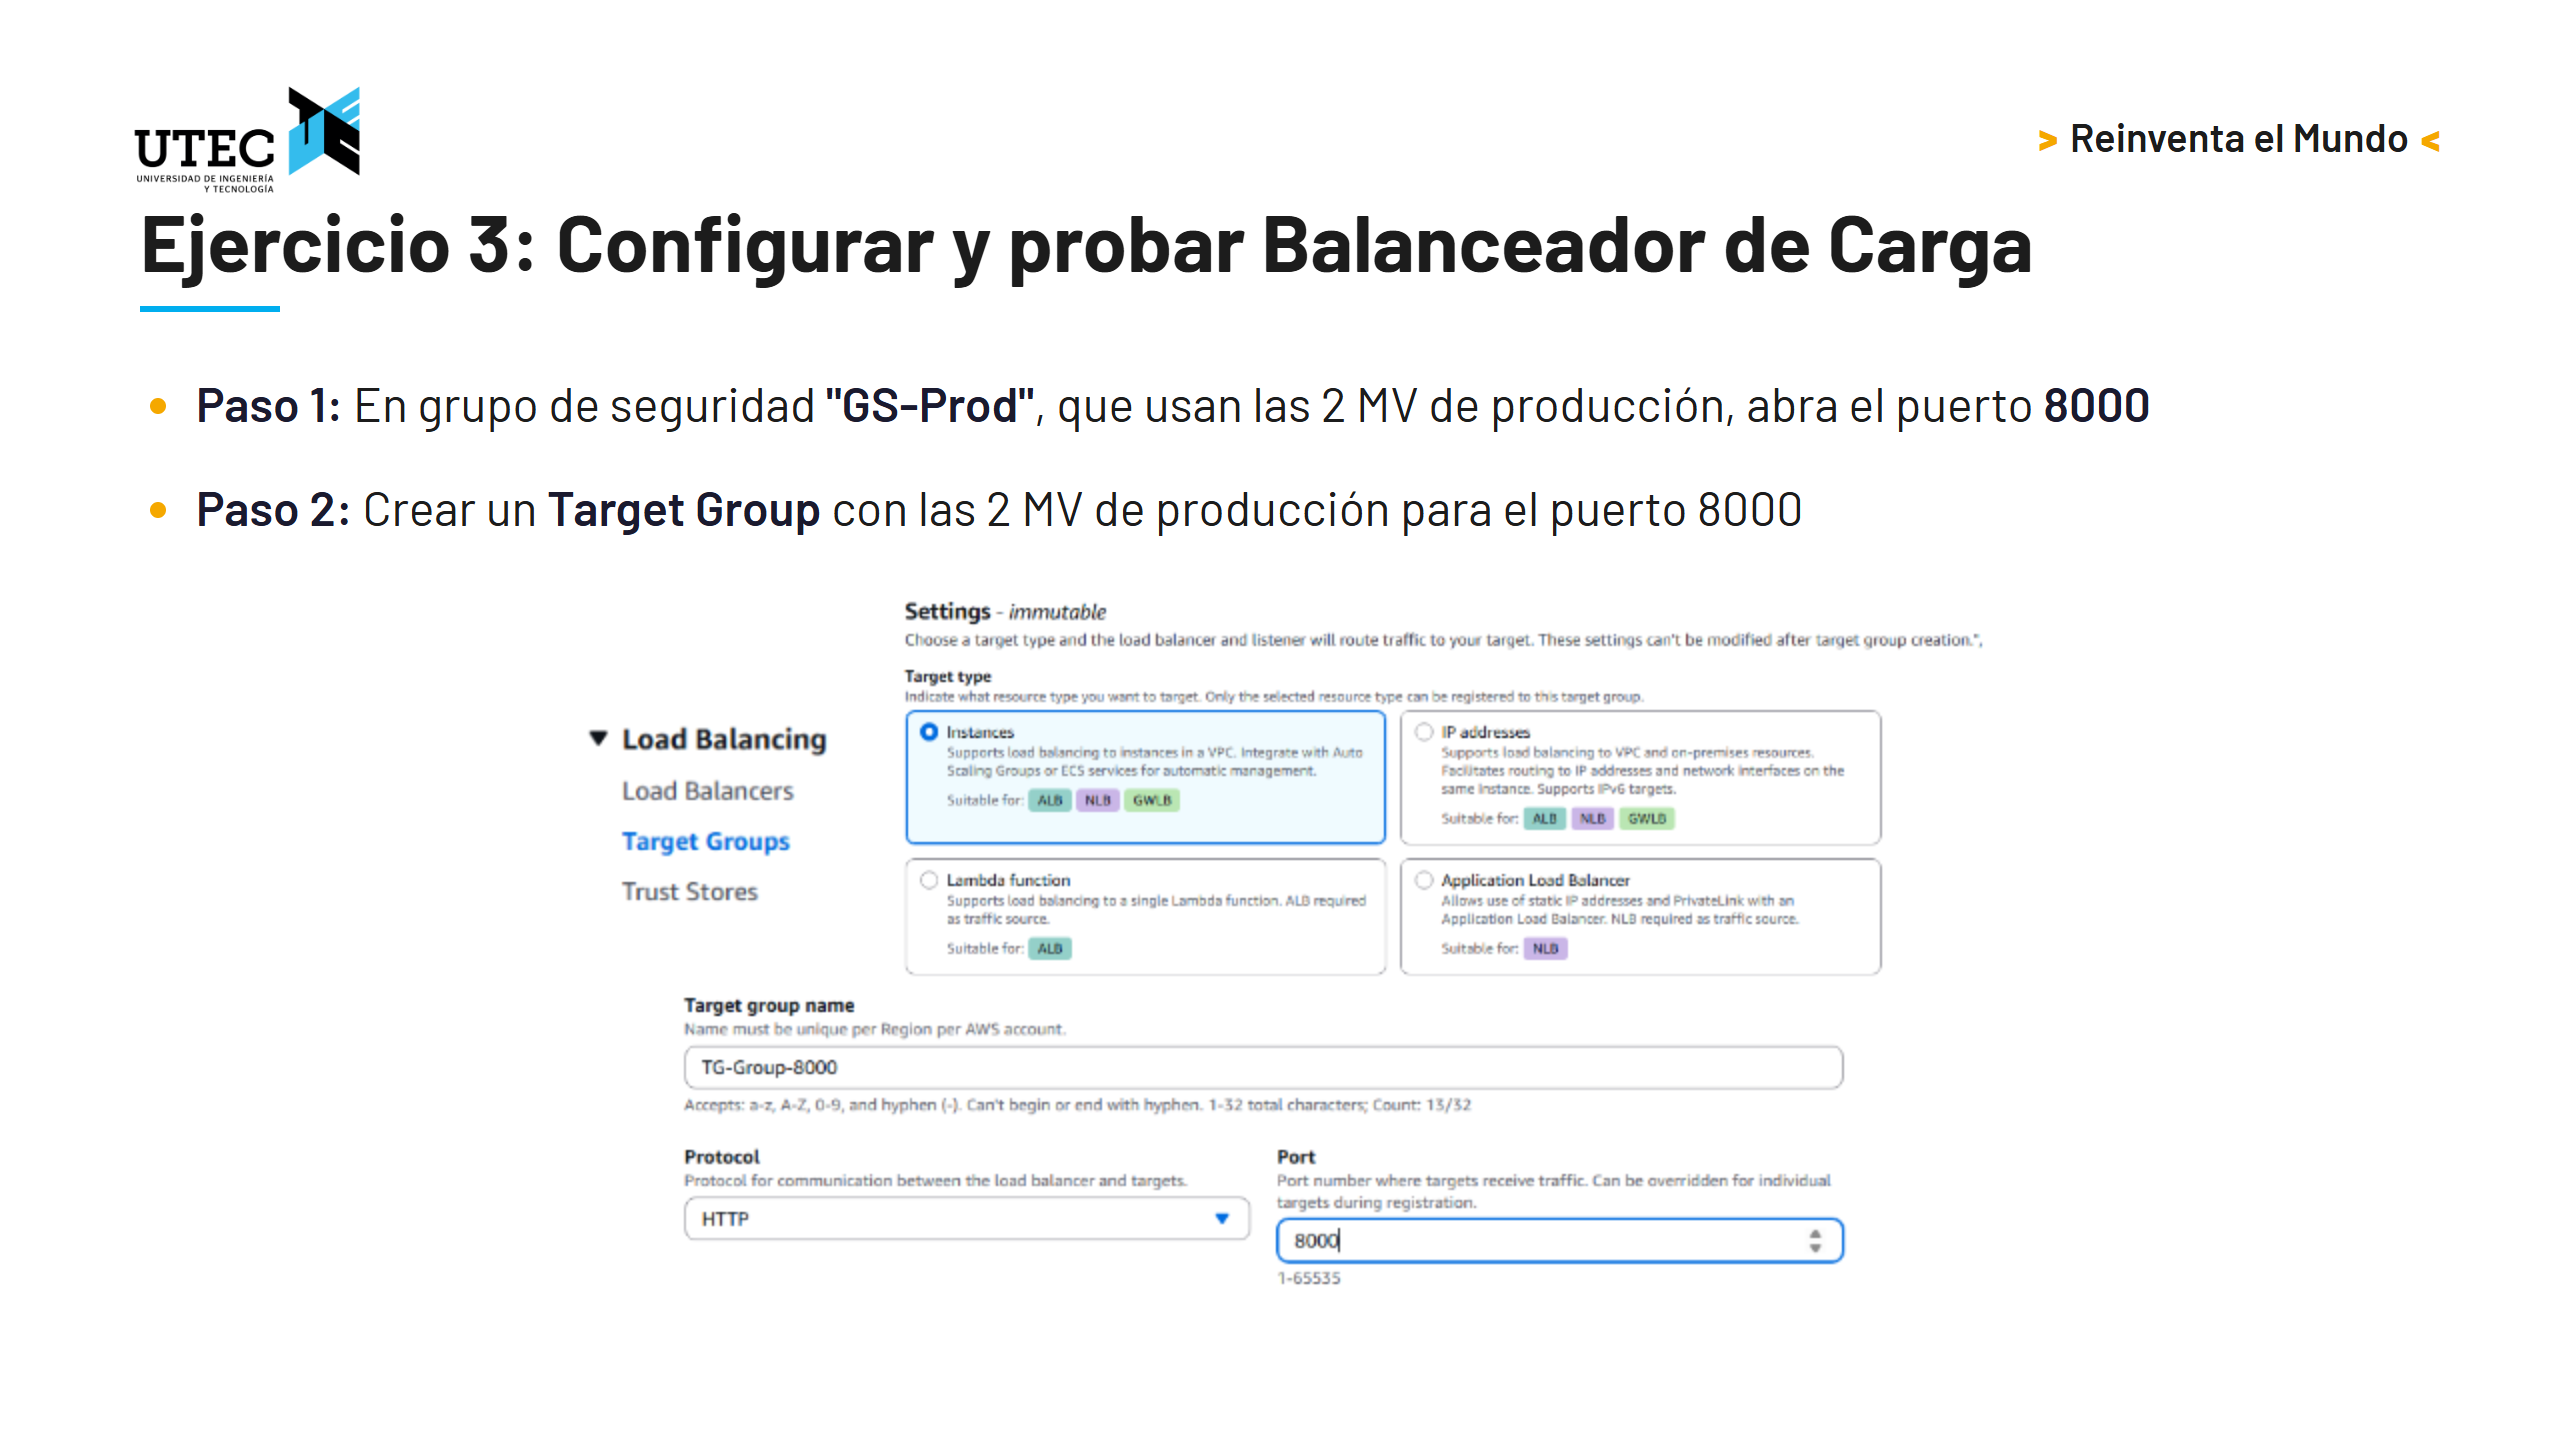 UTEC
UNIVERSIDAD DE INGENIERÍA
Y TECNOLOGÍA
> Reinventa el Mundo <
Ejercicio 3: Configurar y probar Balanceador de Carga
• Paso 1: En grupo de seguridad "GS-Prod", que usan las 2 MV de producción, abra el puerto 8000
• Paso 2: Crear un Target Group con las 2 MV de producción para el puerto 8000
Settings - immutable
Choose a target type and the load balancer and listener will route traffic to your target. These settings can't be modified after target group creation.",
Target type
Indicate what resource type you want to target. Only the selected resource type can be registered to this target group.
Load Balancing
Load Balancers
Target Groups
Trust Stores
Instances
Supports load balancing to instances in a VPC. Integrate with Auto
Scaling Groups or ECS services for automatic management.
Suitable for: ALB NLB GWLB
IP addresses
Supports load balancing to VPC and on-premises resources.
Facilitates routing to IP addresses and network interfaces on the
same instance. Supports IPv6 targets.
Suitable for: ALB NLB GWLB
Lambda function
Supports load balancing to a single Lambda function. ALB required
as traffic source.
Suitable for: ALB
Application Load Balancer
Allows use of static IP addresses and PrivateLink with an
Application Load Balancer. NLB required as traffic source.
Suitable for: NLB
Target group name
Name must be unique per Region per AWS account.
TG-Group-8000
Accepts: a-z, A-Z, 0-9, and hyphen (-). Can't begin or end with hyphen. 1-32 total characters; Count: 13/32
Protocol
Protocol for communication between the load balancer and targets.
HTTP
Port
Port number where targets receive traffic. Can be overridden for individual
targets during registration.
8000
1-65535